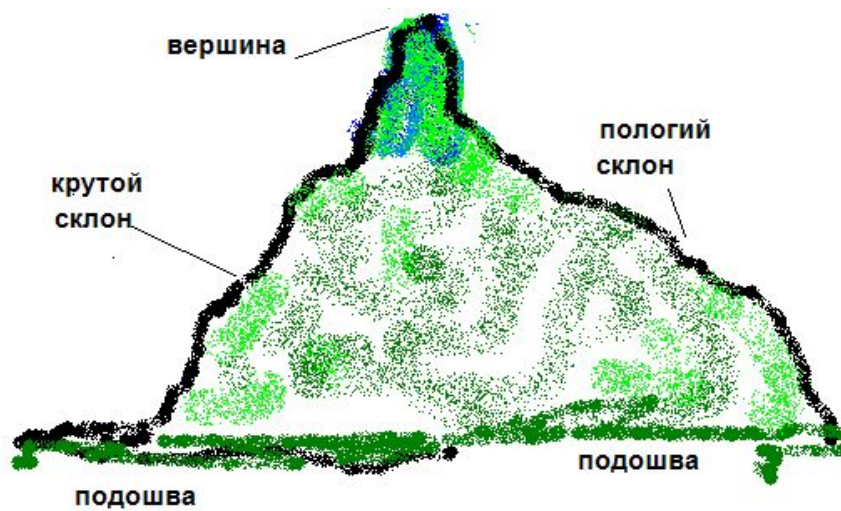 вершина
пологий
склон
крутой
склон
подошва
подошва